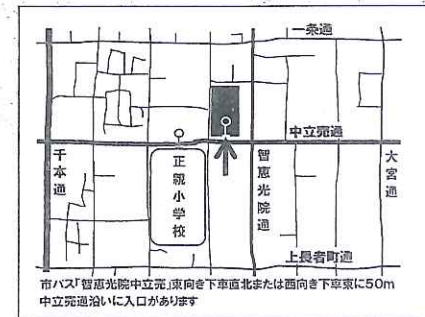 一条通
中立売通
千本通
正親小学校
智恵光院通
大宮通
上長者町通
市バス「智恵光院中立売」東向き下車直北または西向き下車東に50m
中立売通沿いに入口があります